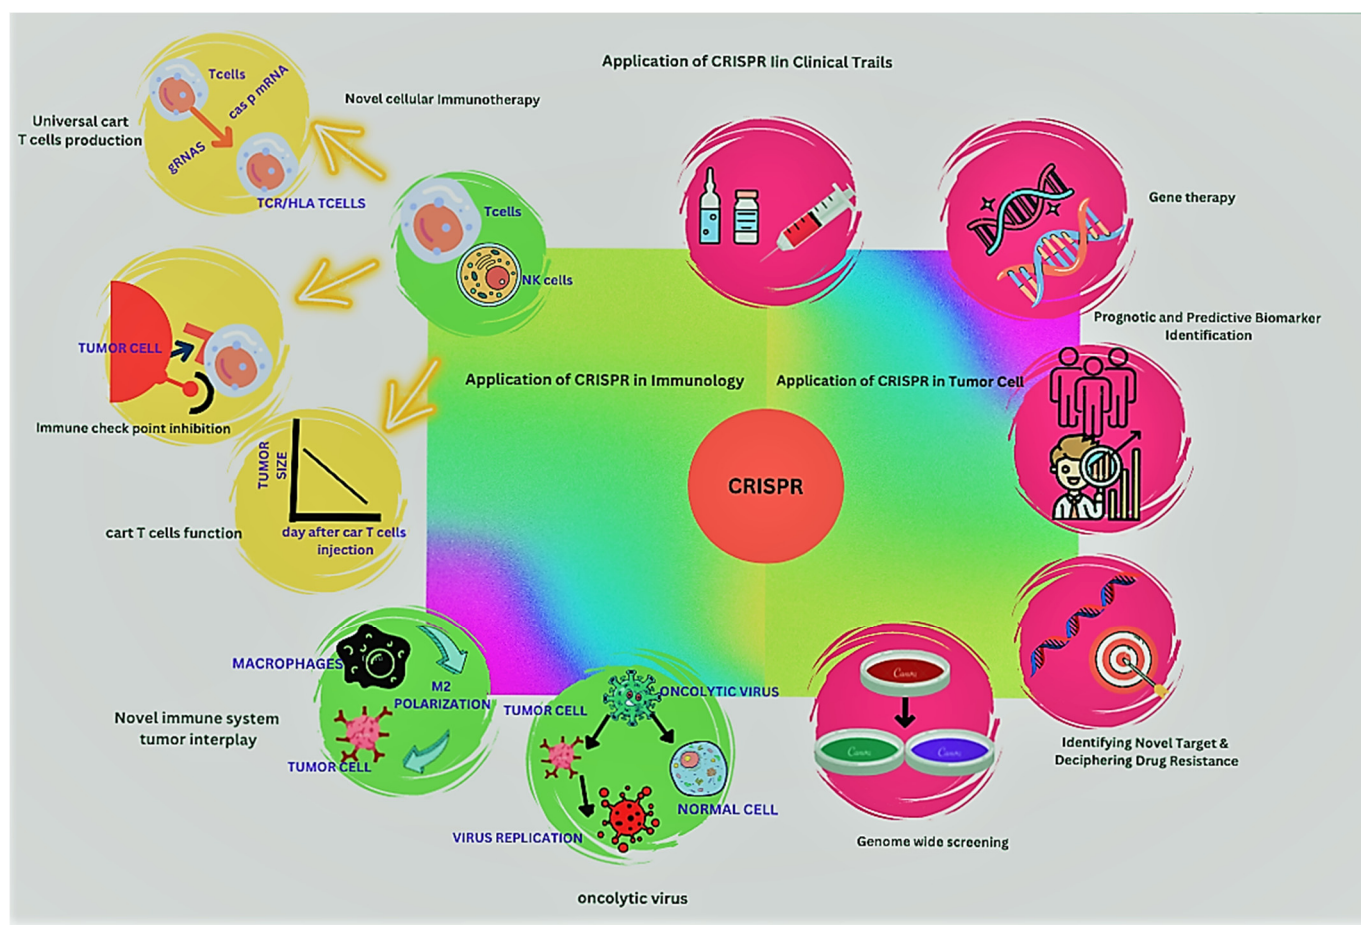 Application of CRISPR Iin Clinical Trails
Tcells
cas p mRNA
gRNAS
TCR/HLA TCELLS
Universal cart
T cells production
Novel cellular Immunotherapy
Tcells
NK cells
Gene therapy
Prognotic and Predictive Biomarker
Identification
TUMOR CELL
Immune check point inhibition
Application of CRISPR in Immunology
Application of CRISPR in Tumor Cell
CRISPR
TUMOR
SIZE
day after car T cells
injection
cart T cells function
MACROPHAGES
M2
POLARIZATION
TUMOR CELL
Novel immune system
tumor interplay
ONCOLYTIC VIRUS
TUMOR CELL
NORMAL CELL
VIRUS REPLICATION
oncolytic virus
Canva
Canva
Canva
Genome wide screening
Identifying Novel Target &
Deciphering Drug Resistance